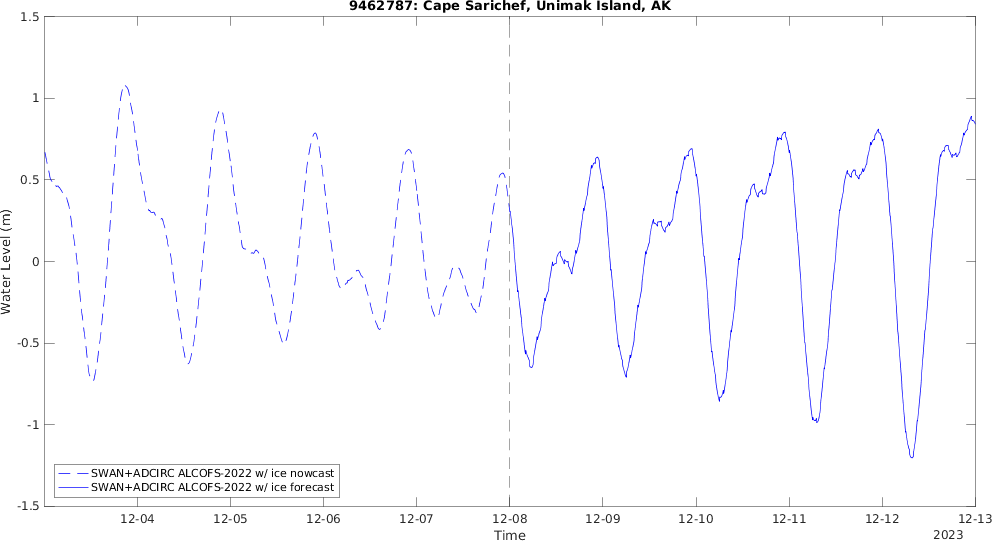 9462787: Cape Sarichef, Unimak Island, AK
1.5
1
0.5
0
-0.5
-1
-1.5
Water Level (m)
SWAN+ADCIRC ALCOFS-2022 w/ ice nowcast
SWAN+ADCIRC ALCOFS-2022 w/ ice forecast
12-04 12-05 12-06 12-07 12-08 12-09 12-10 12-11 12-12 12-13
Time
2023